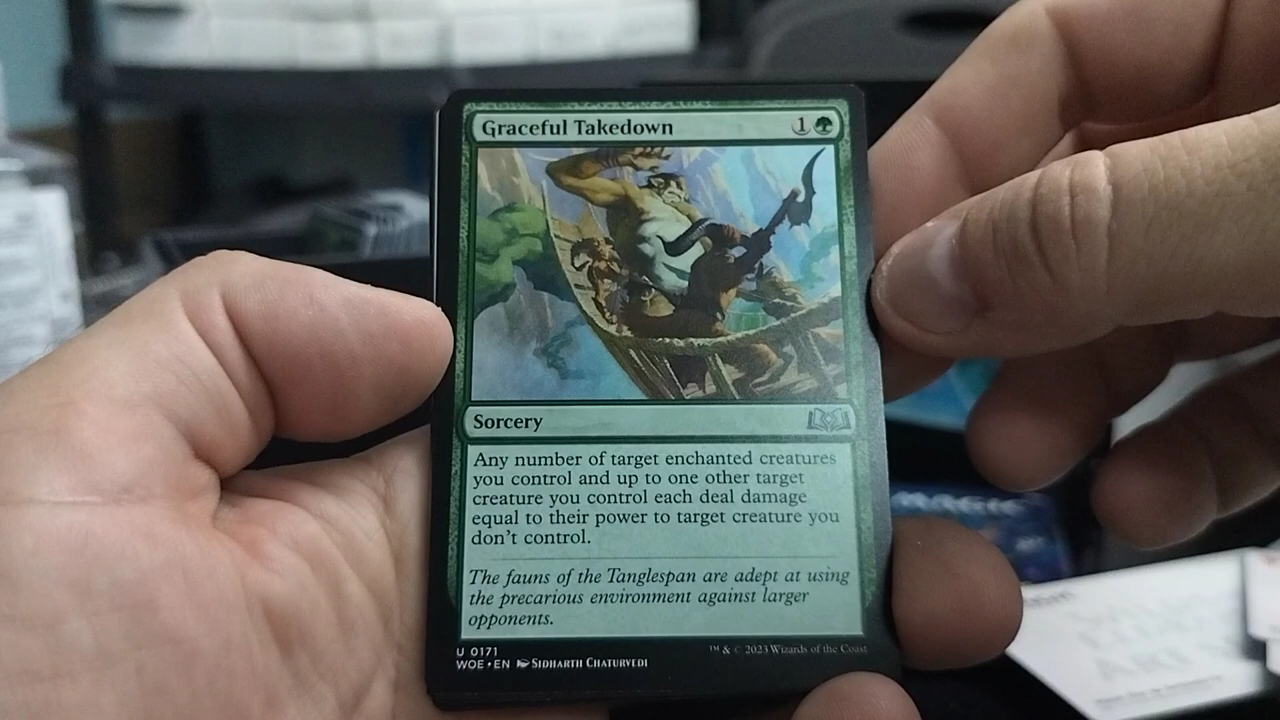 Graceful Takedown 1
Sorcery
Any number of target enchanted creatures
you control and up to one other target
creature you control each deal damage
equal to their power to target creature you
don't control.
The fauns of the Tanglespan are adept at using
the precarious environment against larger
opponents.
U 0171
WOE • EN Sidharth Chaturvedi
™ & © 2023 Wizards of the Coast
MAGIC